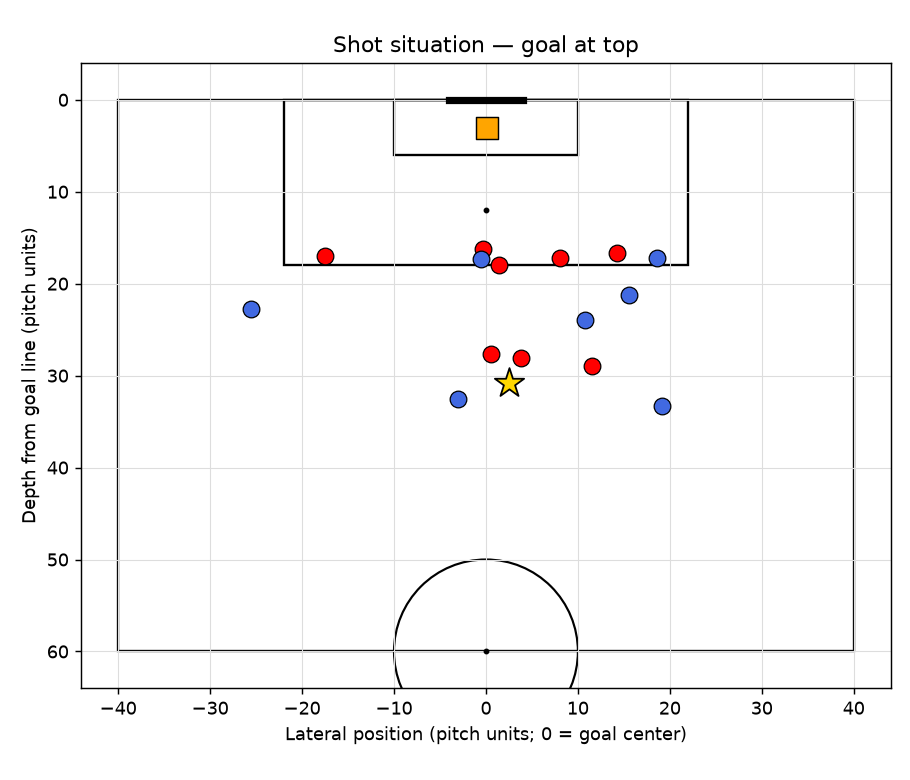 Shot situation — goal at top
0
10
20
30
40
50
60
Depth from goal line (pitch units)
−40 −30 −20 −10 0 10 20 30 40
Lateral position (pitch units; 0 = goal center)